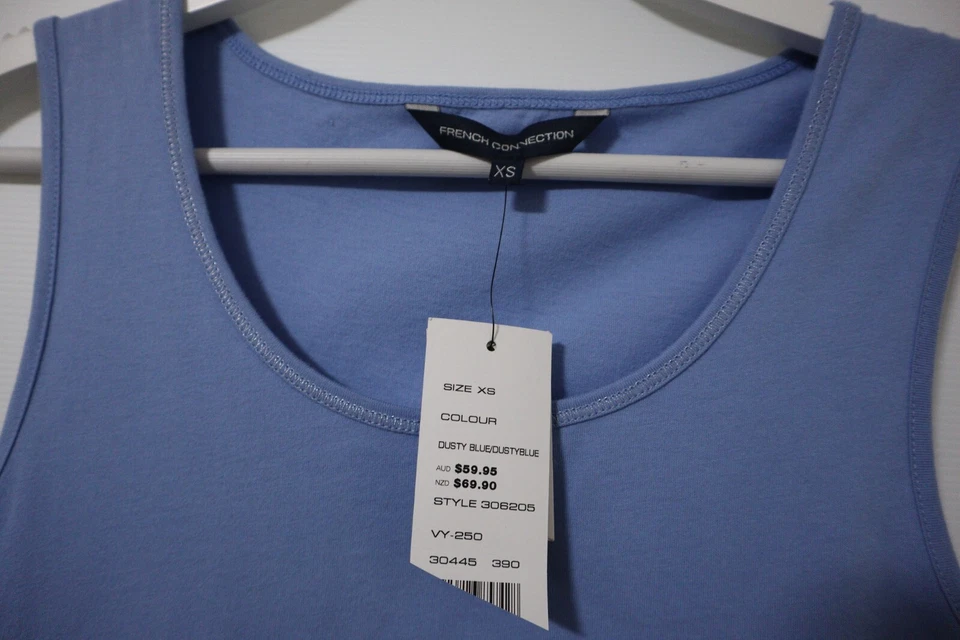 FRENCH CONNECTION
XS
SIZE XS
COLOUR
DUSTY BLUE/DUSTYBLUE
AUD $59.95
NZD $69.90
STYLE 306205
VY-250
30445 390